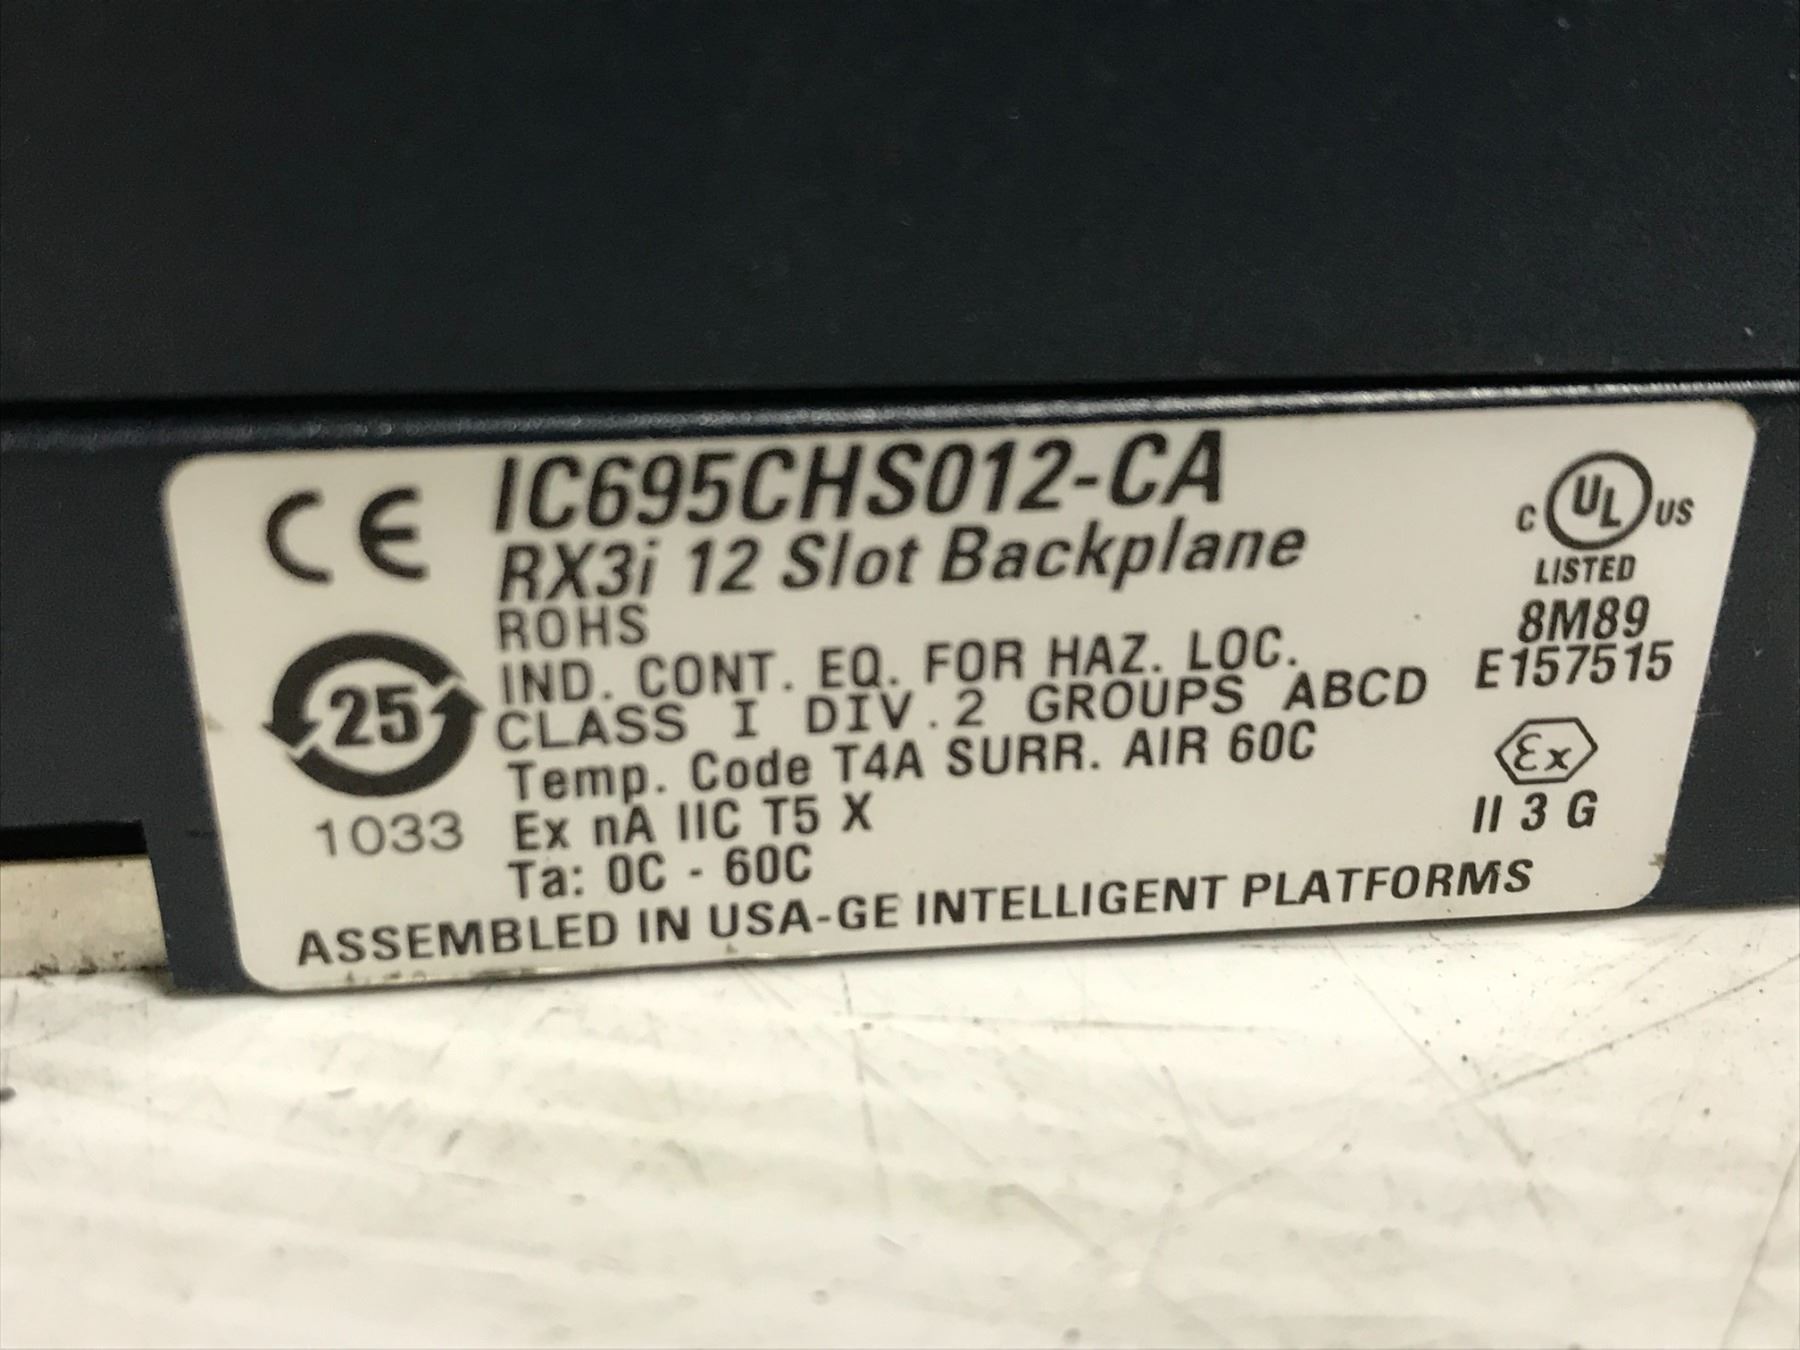 CE IC695CHS012-CA
RX3i 12 Slot Backplane
ROHS
IND. CONT. EQ. FOR HAZ. LOC.
CLASS I DIV.2 GROUPS ABCD
Temp. Code T4A SURR. AIR 60C
Ex nA IIC T5 X
Ta: 0C - 60C
ASSEMBLED IN USA-GE INTELLIGENT PLATFORMS
25
1033
C UL US
LISTED
8M89
E157515
Ex
II 3 G